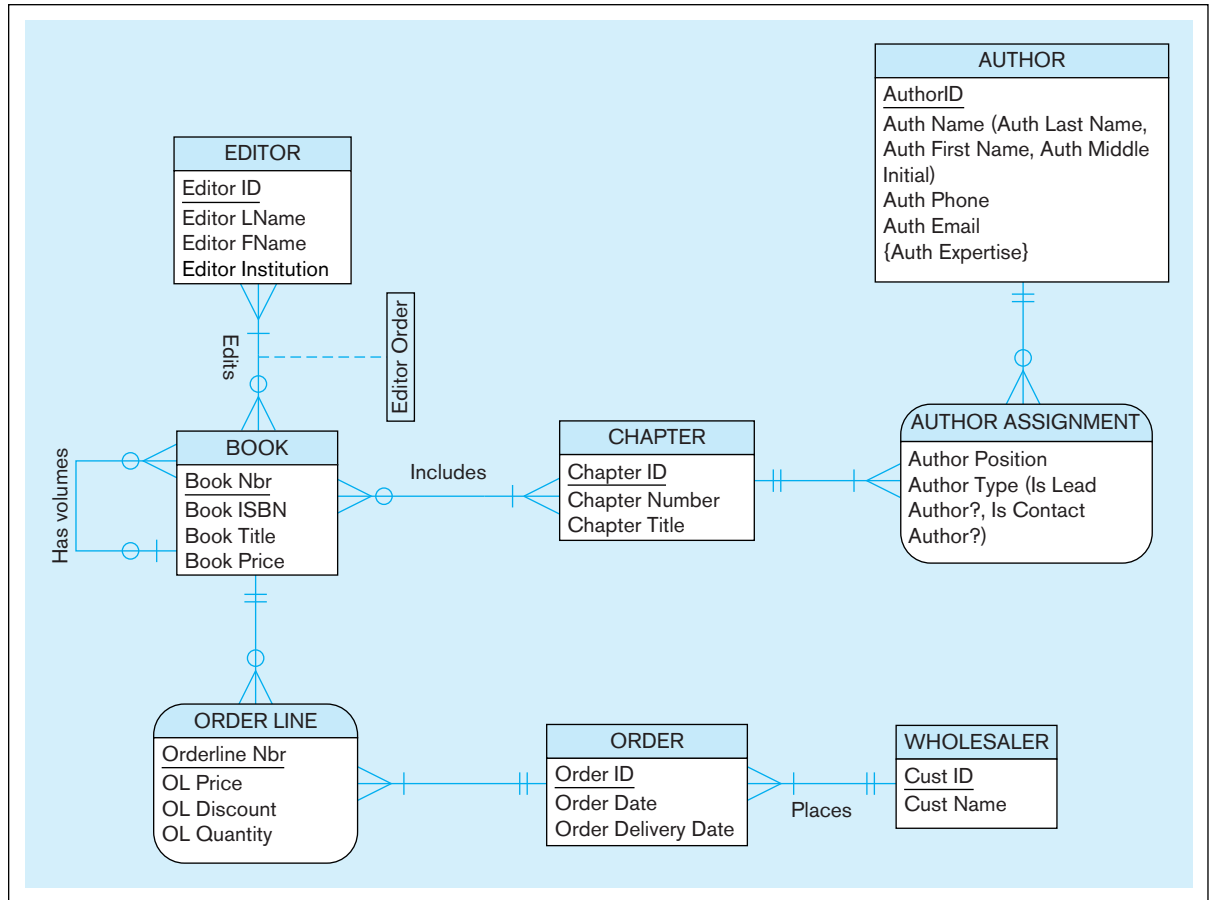 AUTHOR
AuthorID
Auth Name (Auth Last Name,
Auth First Name, Auth Middle
Initial)
Auth Phone
Auth Email
{Auth Expertise}
EDITOR
Editor ID
Editor LName
Editor FName
Editor Institution
Edits
Editor Order
BOOK
Book Nbr
Book ISBN
Book Title
Book Price
Has volumes
Includes
CHAPTER
Chapter ID
Chapter Number
Chapter Title
AUTHOR ASSIGNMENT
Author Position
Author Type (Is Lead
Author?, Is Contact
Author?)
ORDER LINE
Orderline Nbr
OL Price
OL Discount
OL Quantity
ORDER
Order ID
Order Date
Order Delivery Date
Places
WHOLESALER
Cust ID
Cust Name